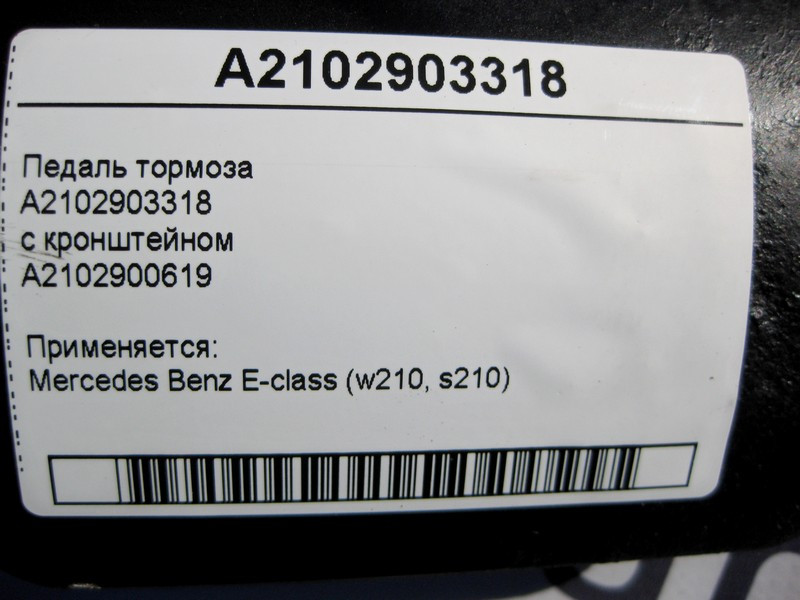 A2102903318
Педаль тормоза
A2102903318
с кронштейном
A2102900619
Применяется:
Mercedes Benz E-class (w210, s210)